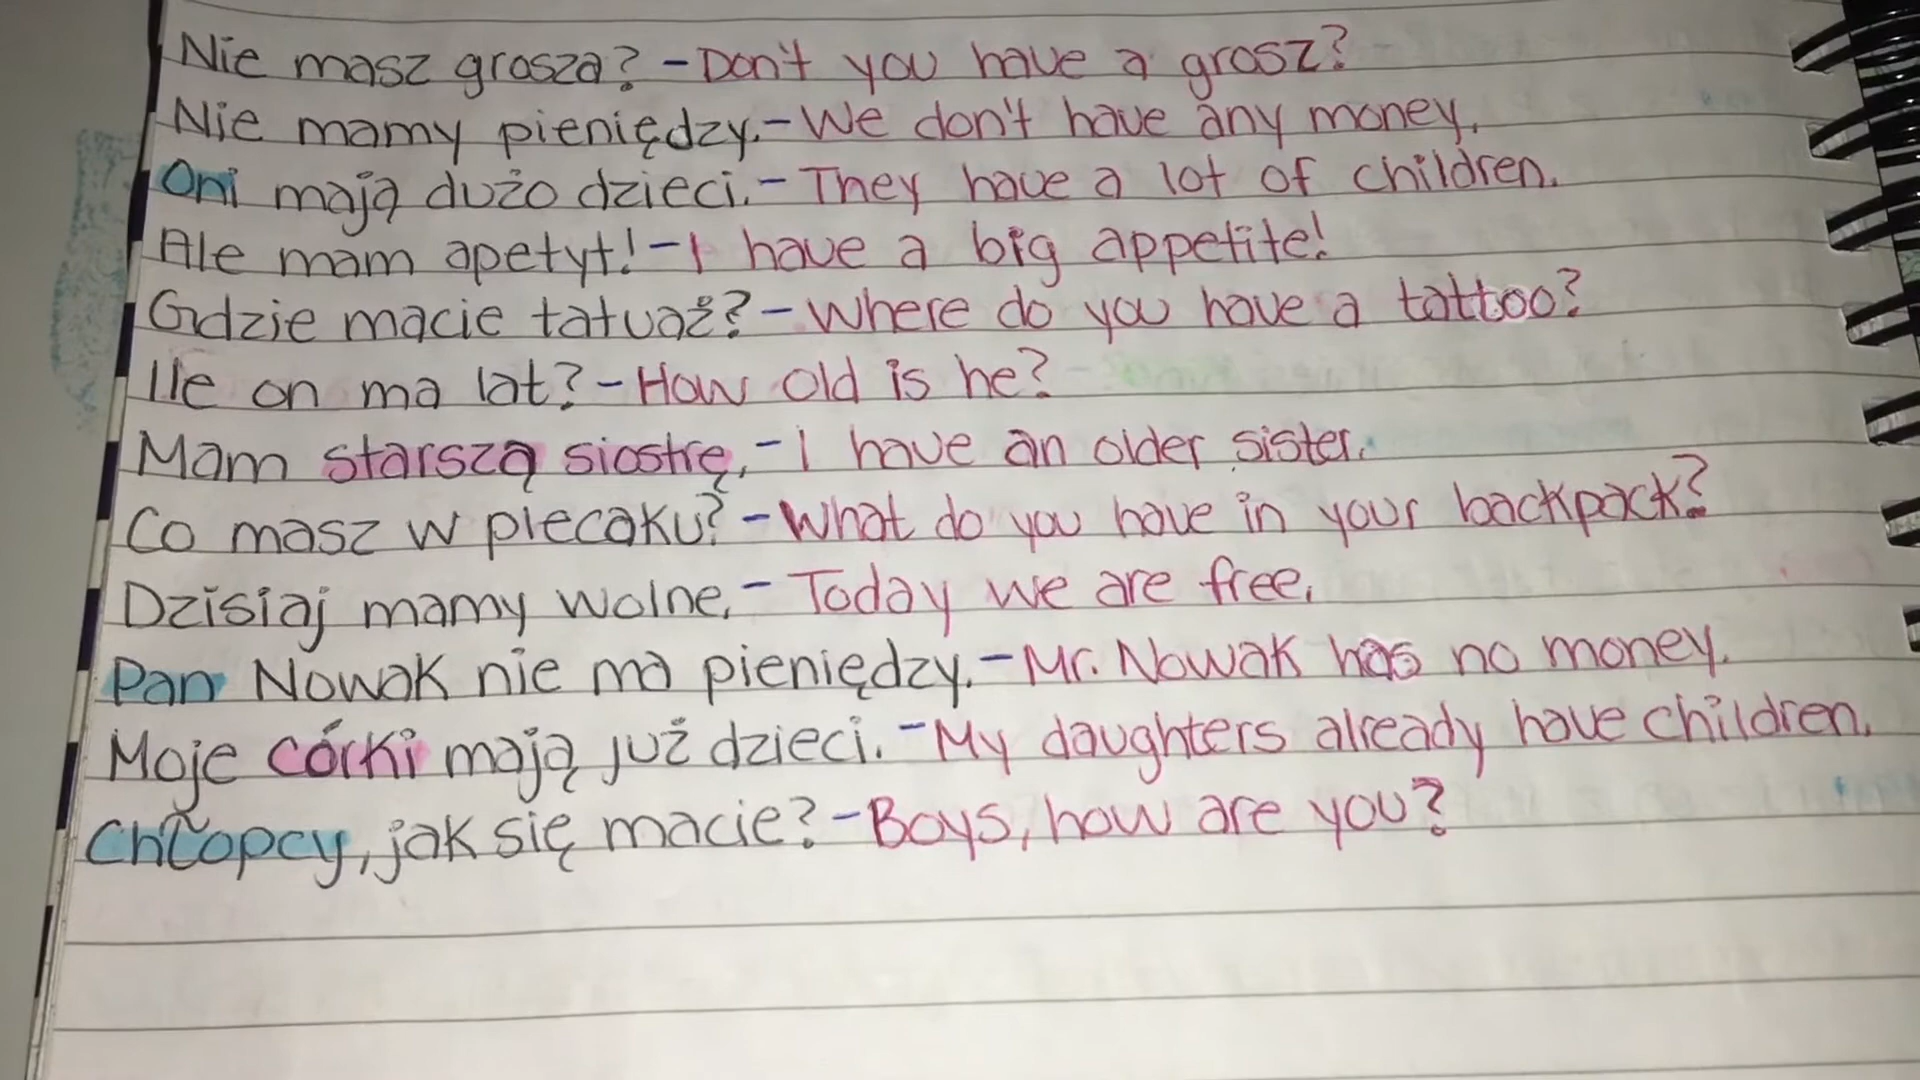 Nie masz grosza? - Don't you have a grosz?
Nie mamy pieniędzy. - We don't have any money.
Oni mają dużo dzieci. - They have a lot of children.
Ale mam apetyt! - I have a big appetite!
Gdzie macie tatuaż? - Where do you have a tattoo?
Ile on ma lat? - How old is he?
Mam starszą siostrę. - I have an older sister.
Co masz w plecaku? - What do you have in your backpack?
Dzisiaj mamy wolne. - Today we are free.
Pan Nowak nie ma pieniędzy. - Mr. Nowak has no money.
Moje córki mają już dzieci. - My daughters already have children.
Chłopcy, jak się macie? - Boys, how are you?